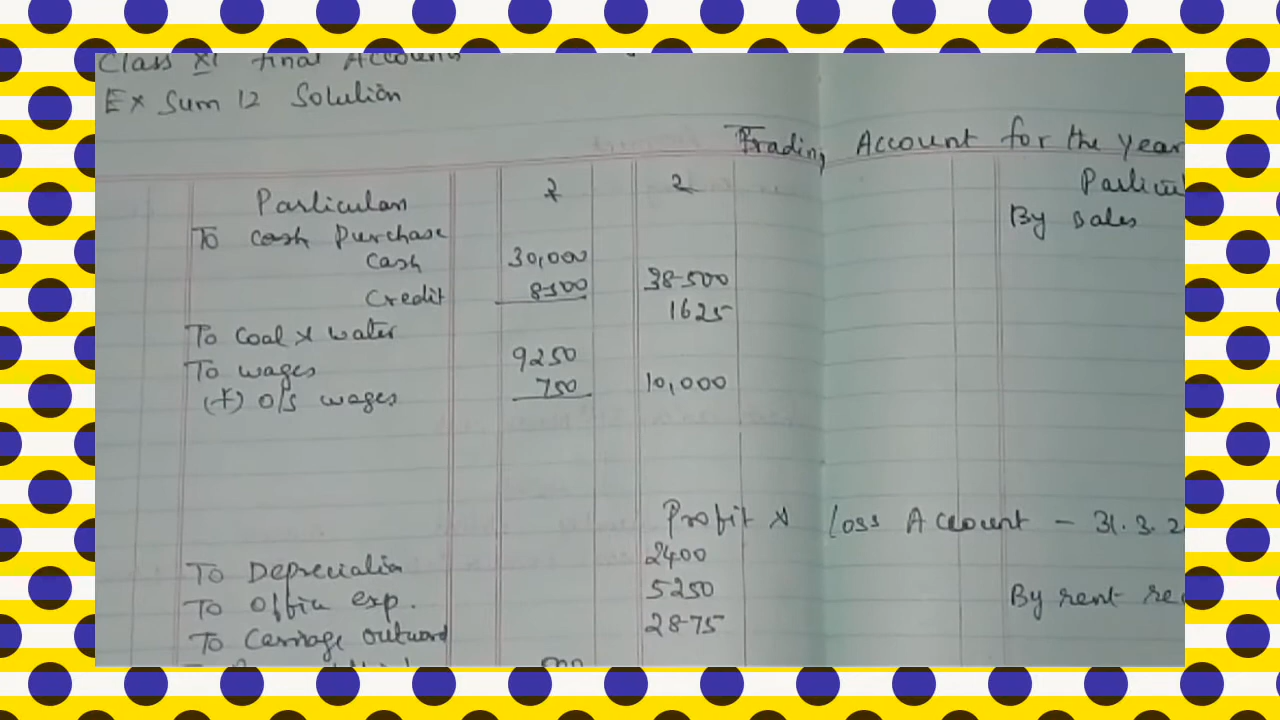 Class XI Final Accounts
Ex Sum 12 Solution
Trading Account for the year
Particulars ₹ ₹ Particu
To cash Purchase By Sales
Cash 30,000
Credit 8500 38500
To Coal & water 1625
To wages 9250
(+) O/s wages 750 10,000
Profit & Loss Account - 31.3.2
To Depreciation 2400
To Office exp. 5250 By rent re
To Carriage outward 2875